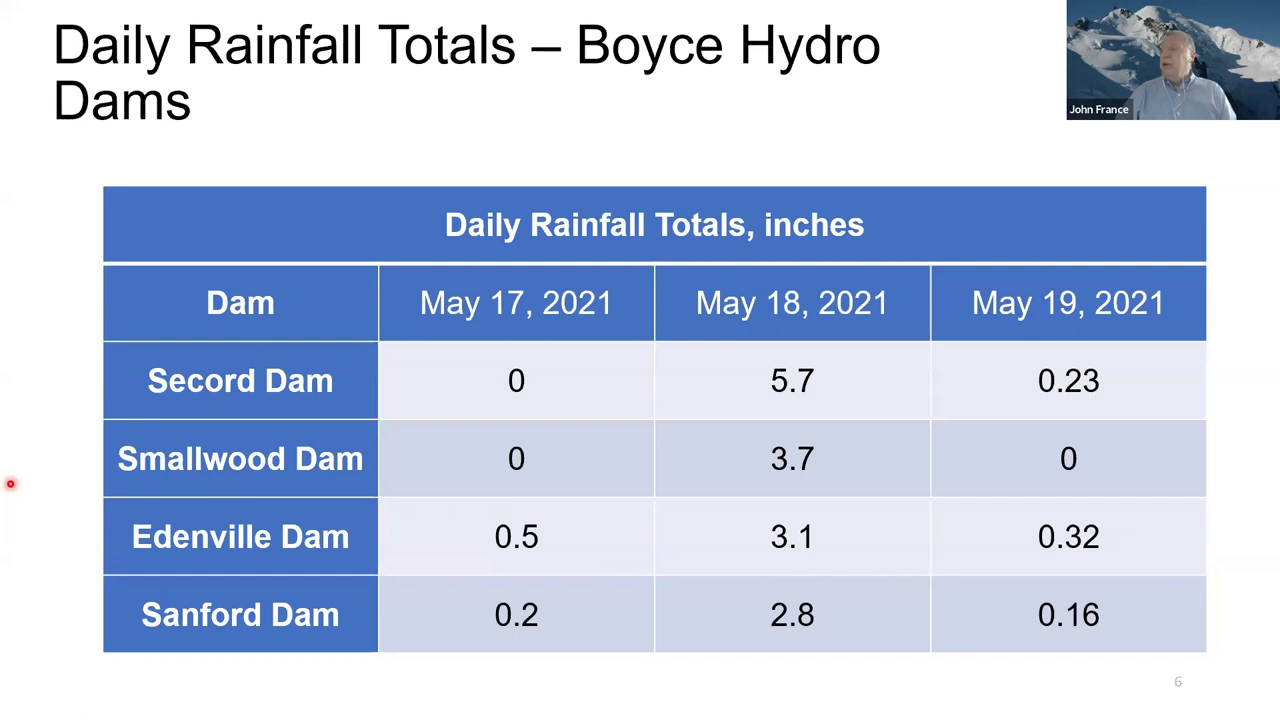 Daily Rainfall Totals – Boyce Hydro
Dams
John France
Daily Rainfall Totals, inches
Dam May 17, 2021 May 18, 2021 May 19, 2021
Secord Dam 0 5.7 0.23
Smallwood Dam 0 3.7 0
Edenville Dam 0.5 3.1 0.32
Sanford Dam 0.2 2.8 0.16
6